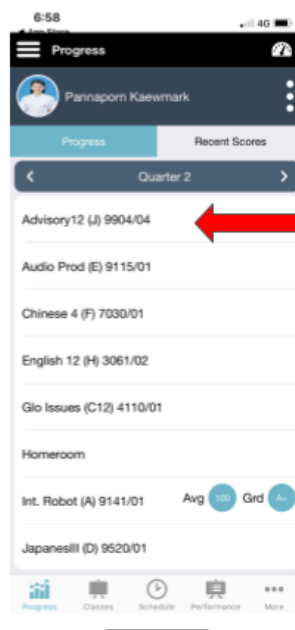 6:58
App Store
4G
Progress
Pannaporn Kaewmark
Progress
Recent Scores
Quarter 2
Advisory12 (J) 9904/04
Audio Prod (E) 9115/01
Chinese 4 (F) 7030/01
English 12 (H) 3061/02
Glo Issues (C12) 4110/01
Homeroom
Int. Robot (A) 9141/01 Avg 100 Grd A+
JapanesIII (D) 9520/01
Progress Classes Schedule Performance More